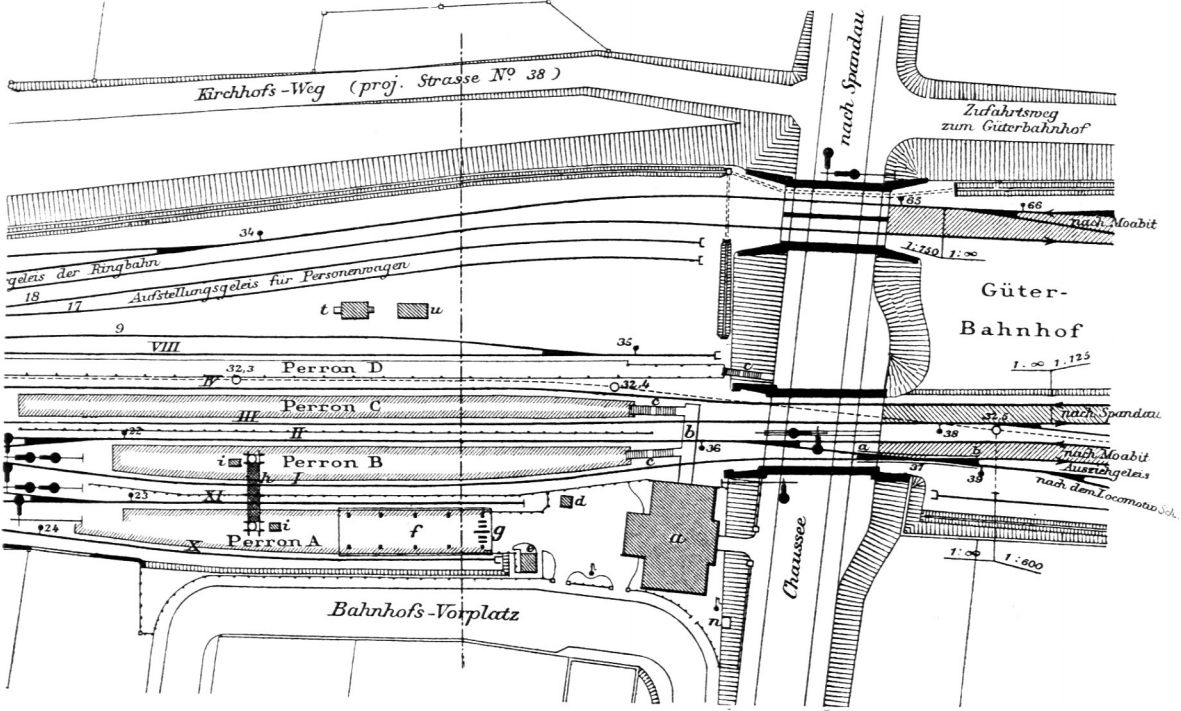 Kirchhofs-Weg (proj. Strasse No 38)
nach Spandau
Zufahrtsweg
zum Güterbahnhof
34
65
66
nach Moabit
geleis der Ringbahn
1:750
1:∞
18
17
Aufstellungsgeleis für Personenwagen
t
u
Güter-
Bahnhof
9
VIII
35
1:∞
1:125
32,3
Perron D
c
IV
32,4
Perron C
c
nach Spandau
III
32,5
22
II
b
36
38
i
Perron B
c
a
b
nach Moabit
h
I
37
39
Ausziehgeleis
23
XI
d
nach dem Locomotiv Sch.
24
i
Perron A
f
g
a
X
e
1:∞
1:600
Bahnhofs-Vorplatz
Chaussee
n